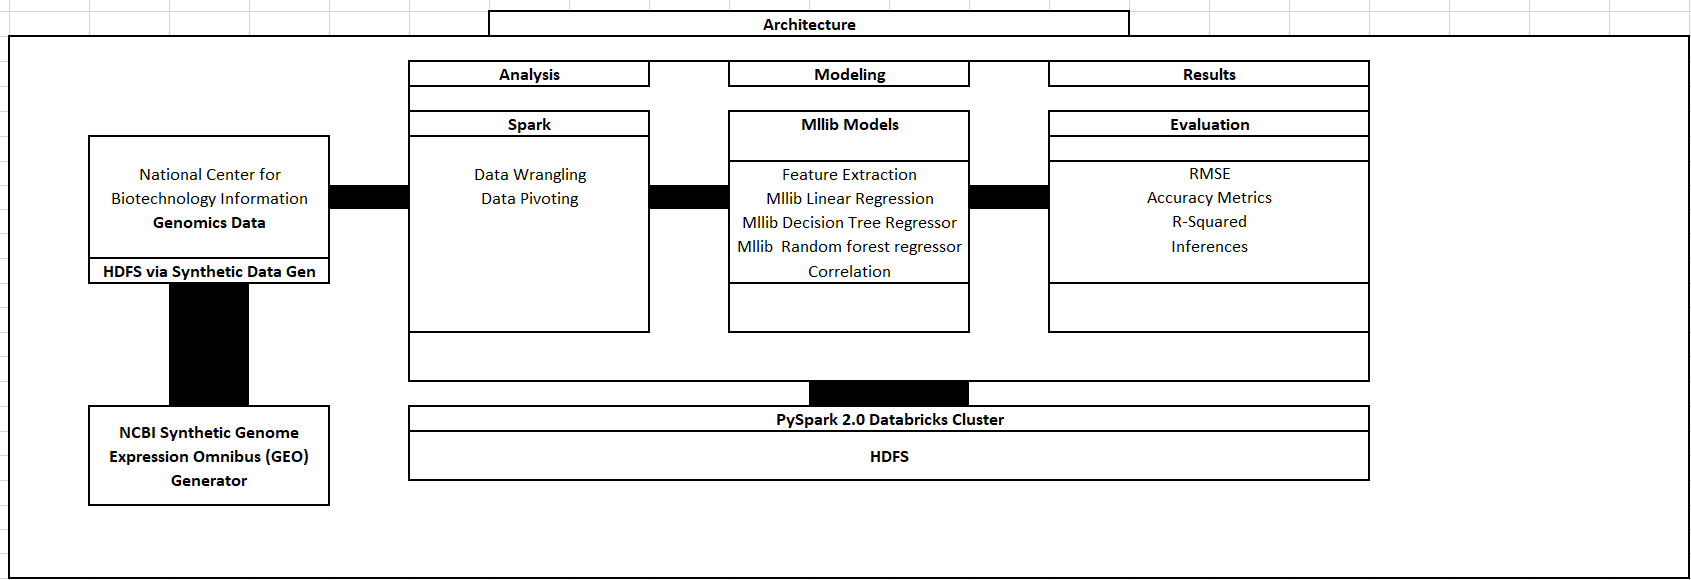 Architecture
Analysis
Modeling
Results
Spark
Mllib Models
Evaluation
National Center for
Biotechnology Information
Genomics Data
HDFS via Synthetic Data Gen
Data Wrangling
Data Pivoting
Feature Extraction
Mllib Linear Regression
Mllib Decision Tree Regressor
Mllib  Random forest regressor
Correlation
RMSE
Accuracy Metrics
R-Squared
Inferences
NCBI Synthetic Genome
Expression Omnibus (GEO)
Generator
PySpark 2.0 Databricks Cluster
HDFS